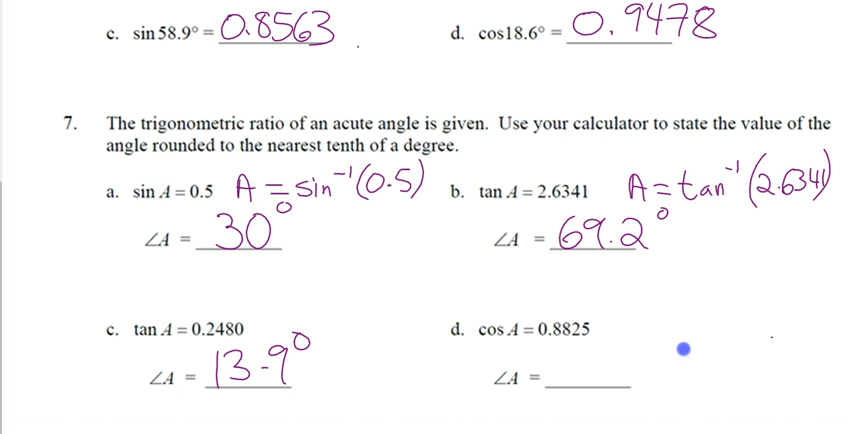 c. sin 58.9° = 0.8563 d. cos18.6° = 0.9478
7. The trigonometric ratio of an acute angle is given. Use your calculator to state the value of the
angle rounded to the nearest tenth of a degree.
a. sin A = 0.5 A = sin⁻¹(0.5) b. tan A = 2.6341 A = tan⁻¹(2.6341)
∠A = 30° ∠A = 69.2°
c. tan A = 0.2480 d. cos A = 0.8825
∠A = 13.9° ∠A = ________